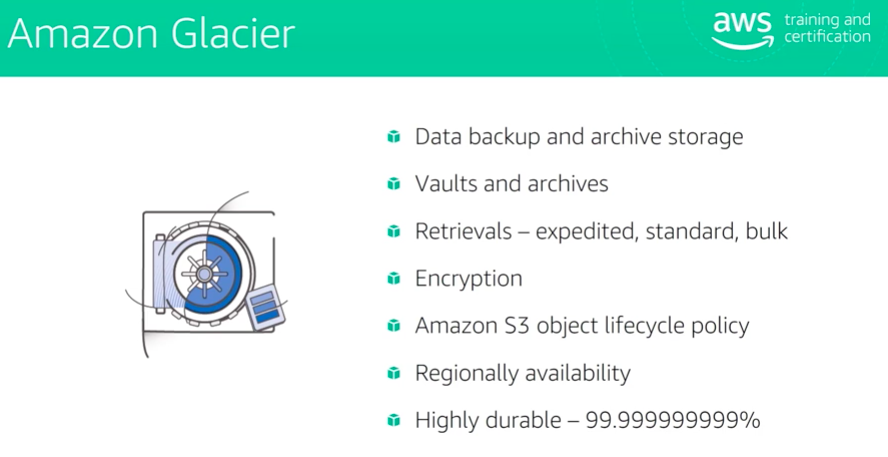 Amazon Glacier
aws training and
certification
Data backup and archive storage
Vaults and archives
Retrievals – expedited, standard, bulk
Encryption
Amazon S3 object lifecycle policy
Regionally availability
Highly durable – 99.999999999%